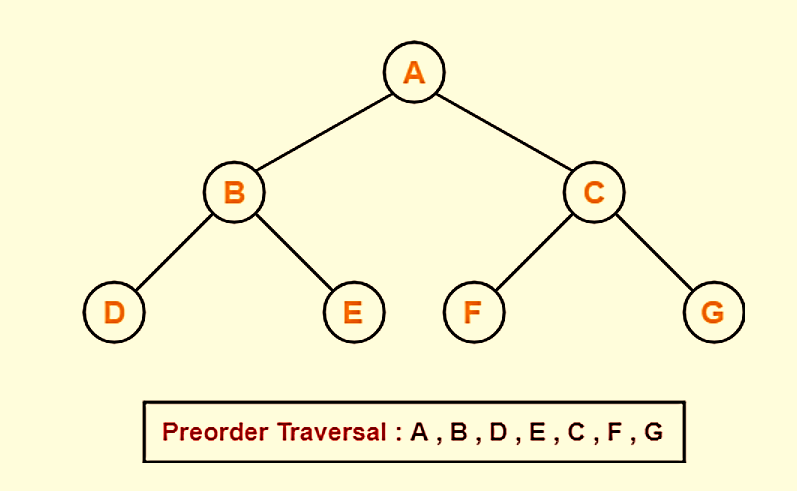 A
B
C
D
E
F
G
Preorder Traversal : A , B , D , E , C , F , G